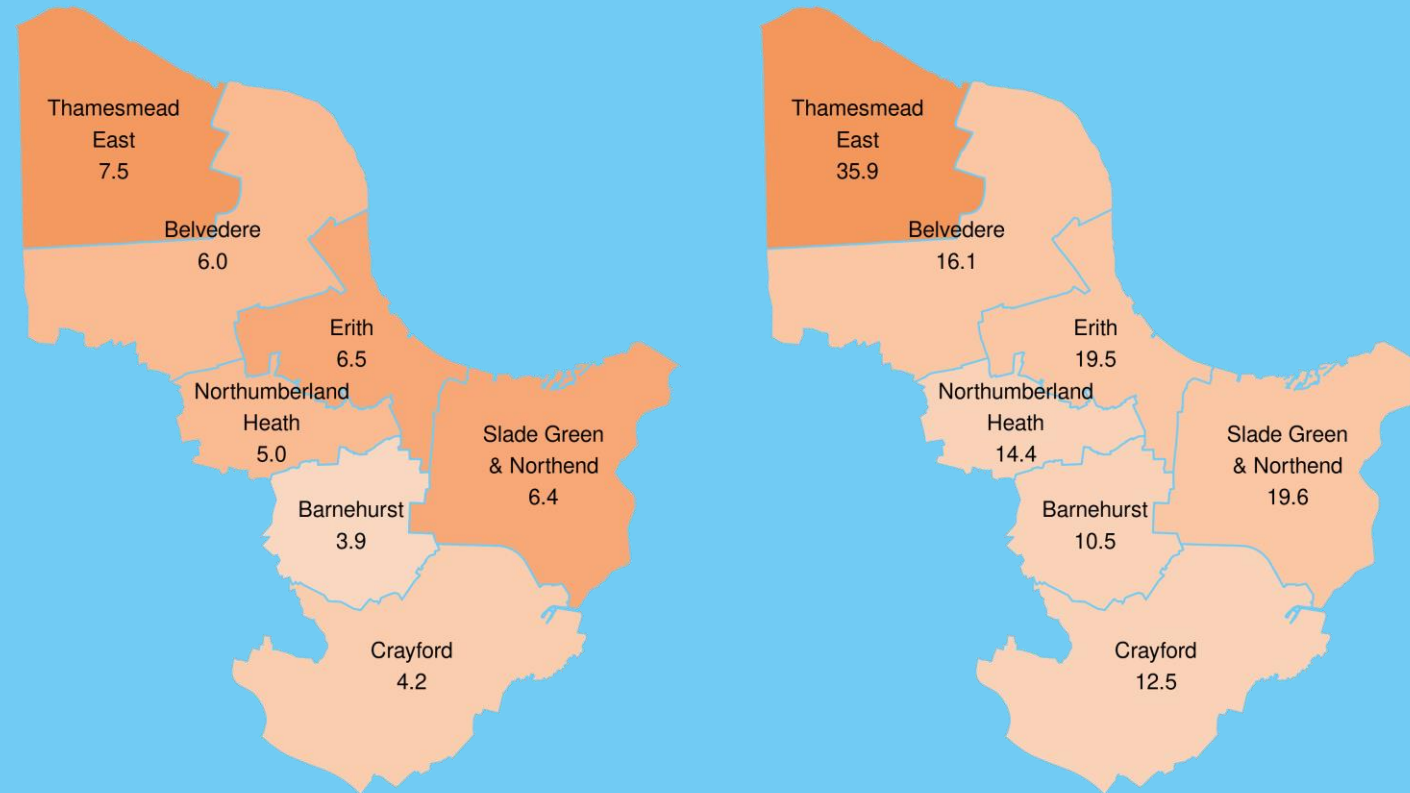 Thamesmead
East
7.5
Belvedere
6.0
Erith
6.5
Northumberland
Heath
5.0
Slade Green
& Northend
6.4
Barnehurst
3.9
Crayford
4.2
Thamesmead
East
35.9
Belvedere
16.1
Erith
19.5
Northumberland
Heath
14.4
Slade Green
& Northend
19.6
Barnehurst
10.5
Crayford
12.5